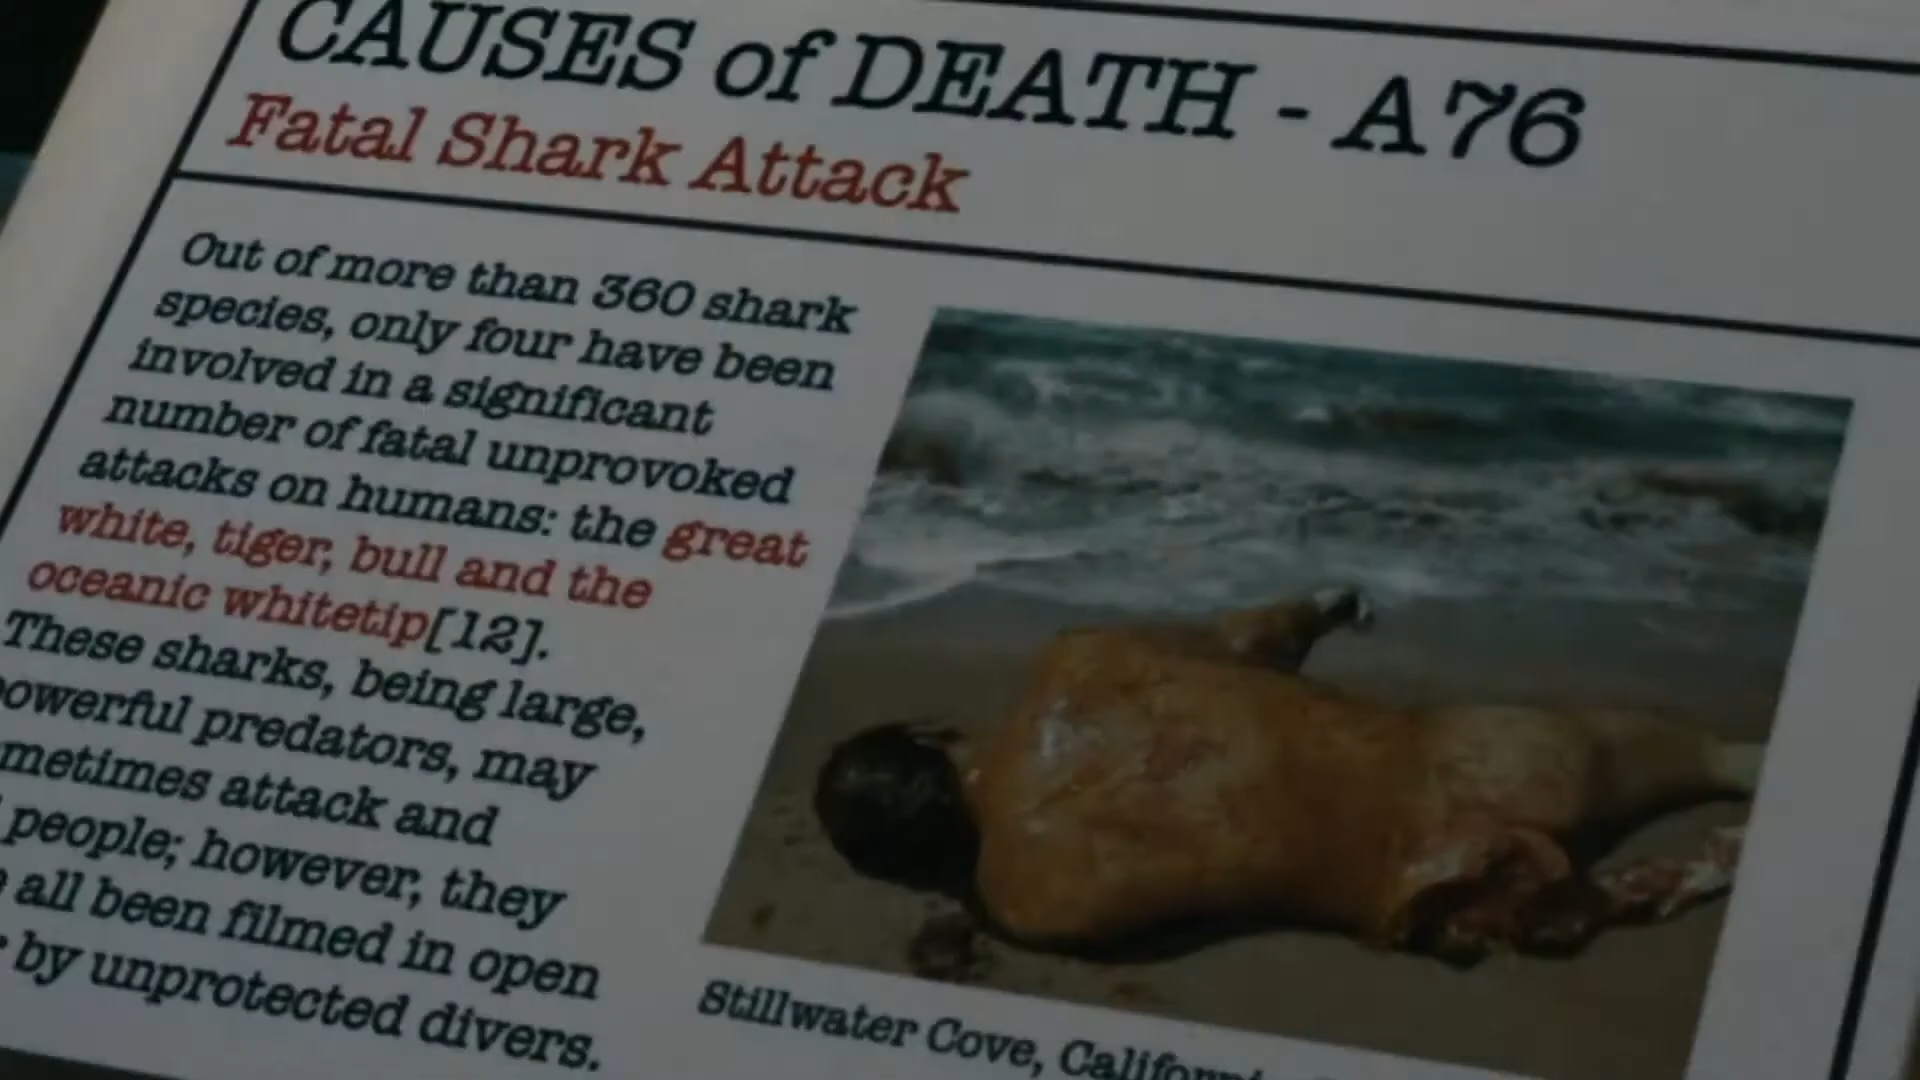 CAUSES of DEATH - A76
Fatal Shark Attack
Out of more than 360 shark
species, only four have been
involved in a significant
number of fatal unprovoked
attacks on humans: the great
white, tiger, bull and the
oceanic whitetip[12].
These sharks, being large,
powerful predators, may
sometimes attack and
people; however, they
all been filmed in open
by unprotected divers.
Stillwater Cove, California